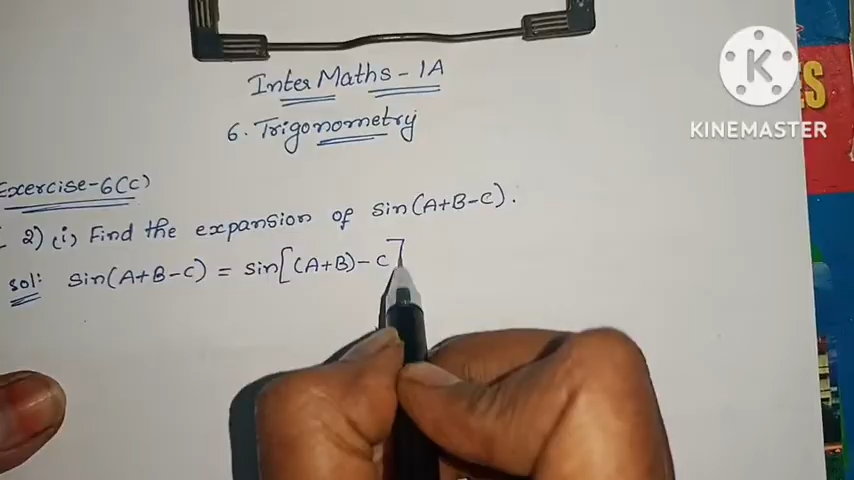 Inter Maths - 1A
KINEMASTER
6. Trigonometry
Exercise-6(c)
2) (i) Find the expansion of sin(A+B-C).
sol: sin(A+B-C) = sin[(A+B)-C]